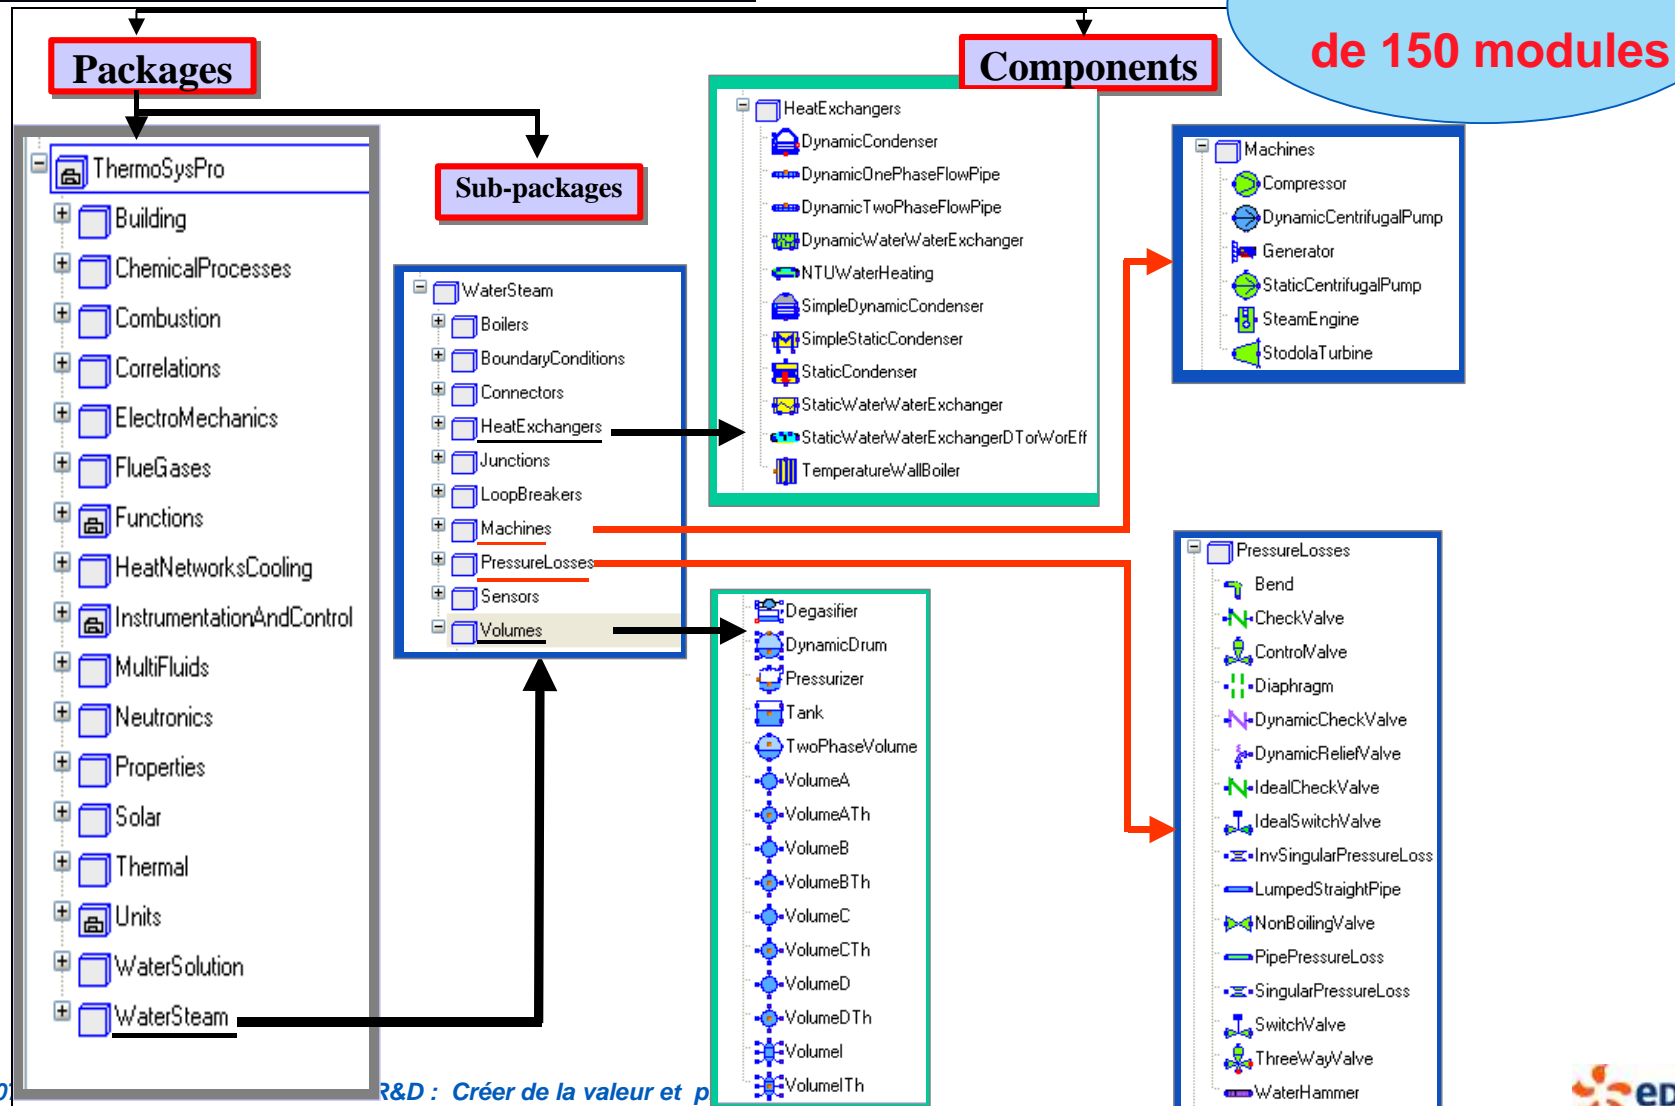 de 150 modules
Packages
Components
Sub-packages
ThermoSysPro
Building
ChemicalProcesses
Combustion
Correlations
ElectroMechanics
FlueGases
Functions
HeatNetworksCooling
InstrumentationAndControl
MultiFluids
Neutronics
Properties
Solar
Thermal
Units
WaterSolution
WaterSteam
WaterSteam
Boilers
BoundaryConditions
Connectors
HeatExchangers
Junctions
LoopBreakers
Machines
PressureLosses
Sensors
Volumes
HeatExchangers
DynamicCondenser
DynamicOnePhaseFlowPipe
DynamicTwoPhaseFlowPipe
DynamicWaterWaterExchanger
NTUWaterHeating
SimpleDynamicCondenser
SimpleStaticCondenser
StaticCondenser
StaticWaterWaterExchanger
StaticWaterWaterExchangerDTorWorEff
TemperatureWallBoiler
Degasifier
DynamicDrum
Pressurizer
Tank
TwoPhaseVolume
VolumeA
VolumeATh
VolumeB
VolumeBTh
VolumeC
VolumeCTh
VolumeD
VolumeDTh
VolumeI
VolumeITh
Machines
Compressor
DynamicCentrifugalPump
Generator
StaticCentrifugalPump
SteamEngine
StodolaTurbine
PressureLosses
Bend
CheckValve
ControlValve
Diaphragm
DynamicCheckValve
DynamicReliefValve
IdealCheckValve
IdealSwitchValve
InvSingularPressureLoss
LumpedStraightPipe
NonBoilingValve
PipePressureLoss
SingularPressureLoss
SwitchValve
ThreeWayValve
WaterHammer
R&D : Créer de la valeur et p